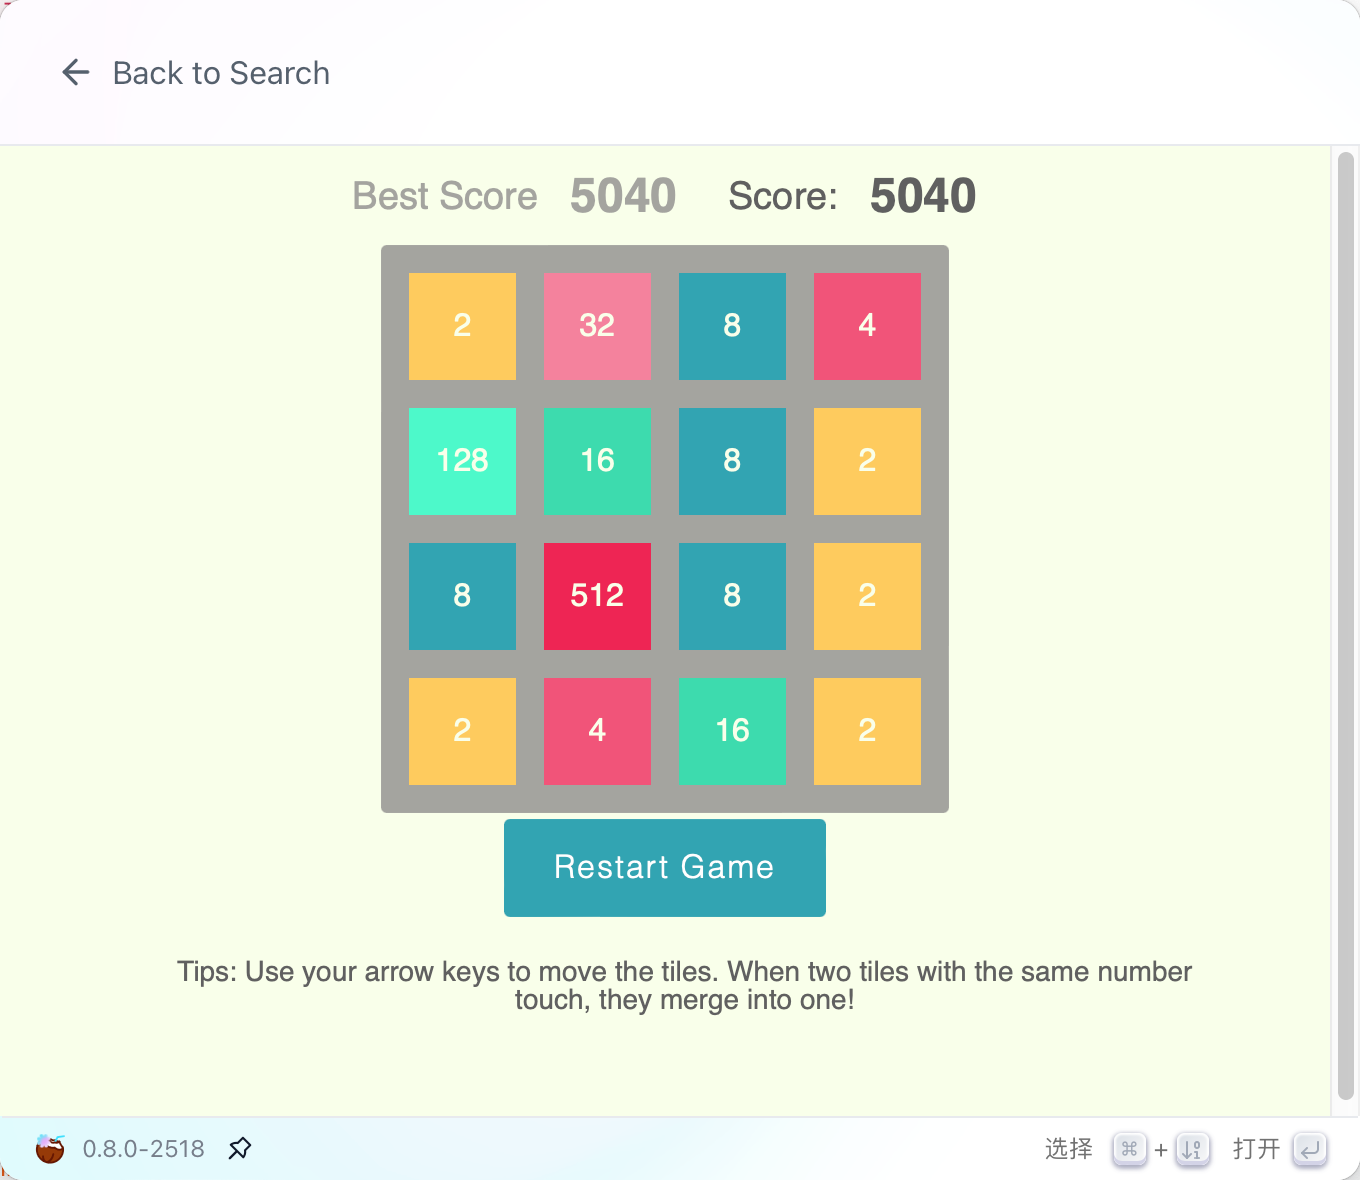 Back to Search
Best Score 5040 Score: 5040
2 32 8 4
128 16 8 2
8 512 8 2
2 4 16 2
Restart Game
Tips: Use your arrow keys to move the tiles. When two tiles with the same number
touch, they merge into one!
0.8.0-2518 选择 ⌘ + 打开